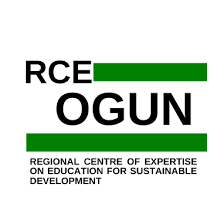 RCE
OGUN
REGIONAL CENTRE OF EXPERTISE
ON EDUCATION FOR SUSTAINABLE
DEVELOPMENT